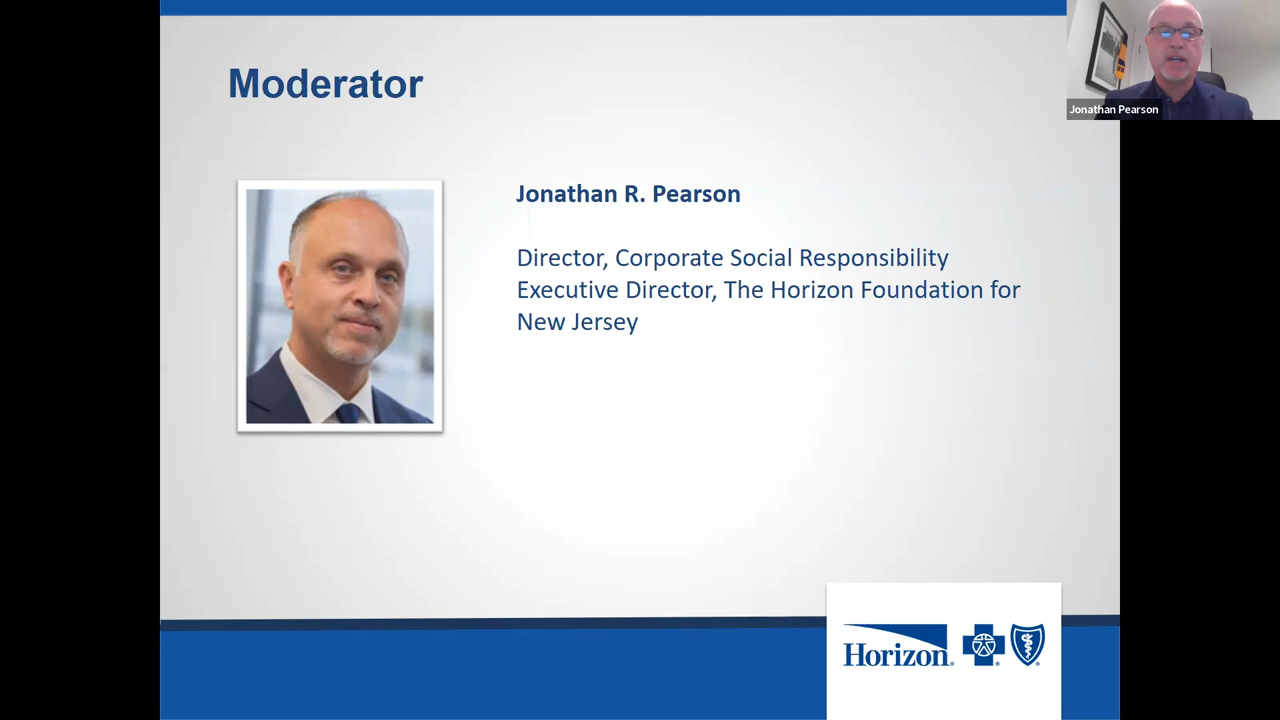 Moderator
Jonathan Pearson
Jonathan R. Pearson
Director, Corporate Social Responsibility
Executive Director, The Horizon Foundation for
New Jersey
Horizon